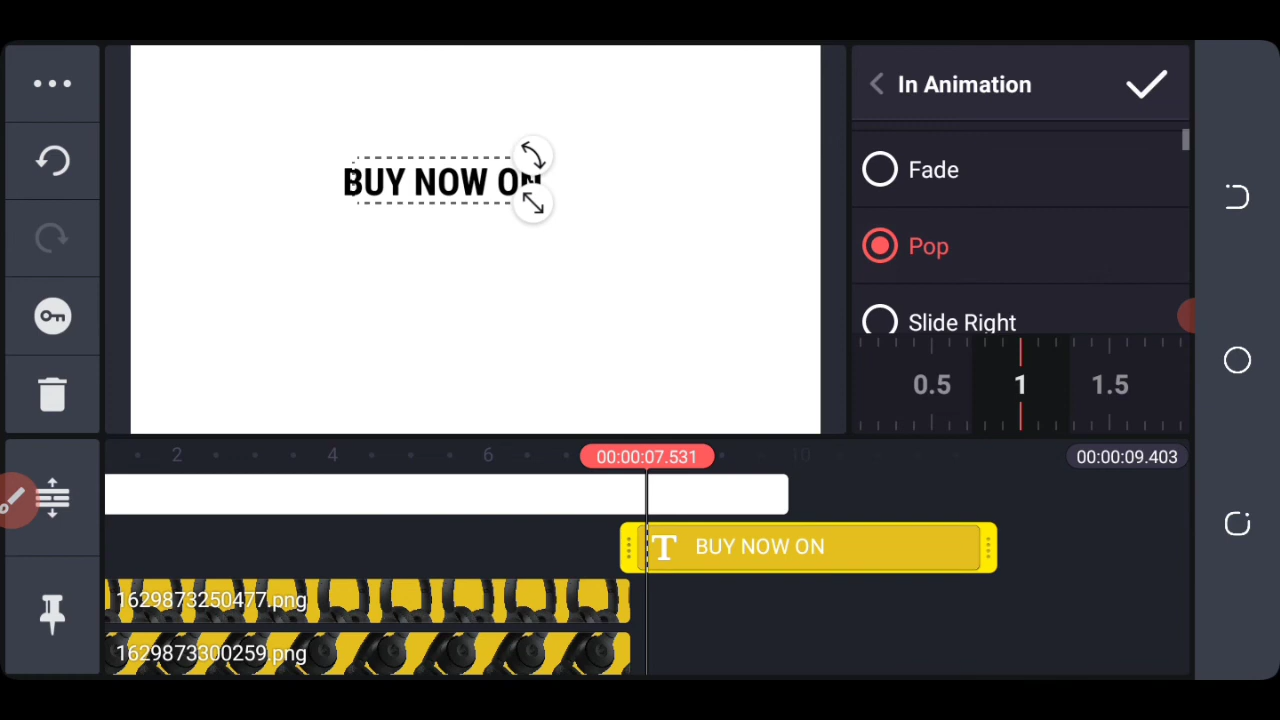 In Animation
Fade
BUY NOW ON
Pop
Slide Right
0.5 1 1.5
2 4 6 00:00:07.531 10 00:00:09.403
T BUY NOW ON
1629873250477.png
1629873300259.png